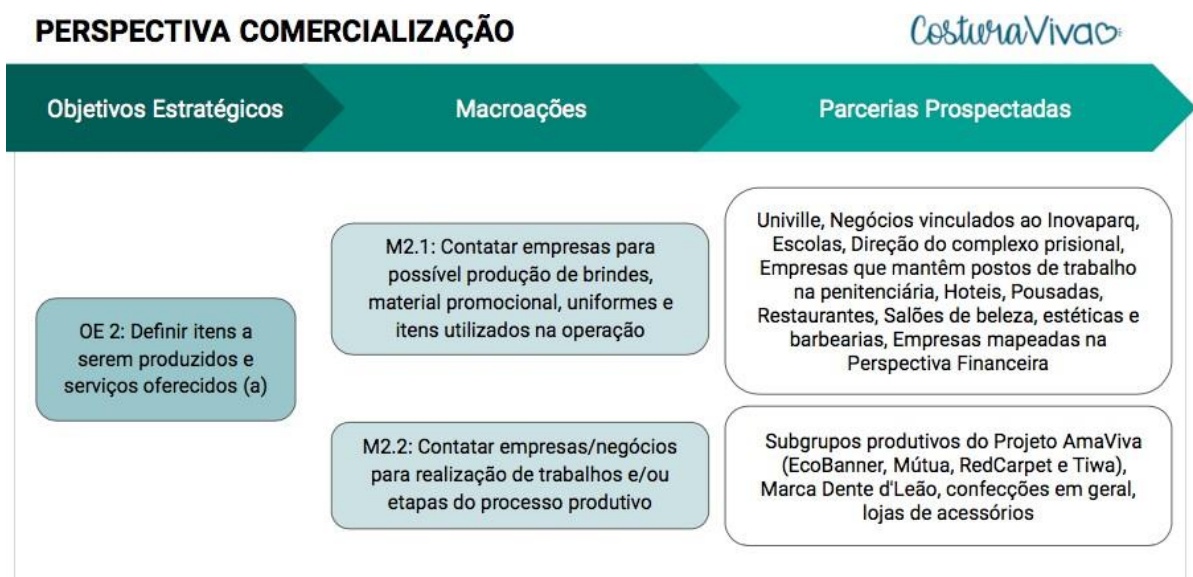 PERSPECTIVA COMERCIALIZAÇÃO
CosturaViva
Objetivos Estratégicos
Macroações
Parcerias Prospectadas
OE 2: Definir itens a
serem produzidos e
serviços oferecidos (a)
M2.1: Contatar empresas para
possível produção de brindes,
material promocional, uniformes e
itens utilizados na operação
Univille, Negócios vinculados ao Inovaparq,
Escolas, Direção do complexo prisional,
Empresas que mantêm postos de trabalho
na penitenciária, Hoteis, Pousadas,
Restaurantes, Salões de beleza, estéticas e
barbearias, Empresas mapeadas na
Perspectiva Financeira
M2.2: Contatar empresas/negócios
para realização de trabalhos e/ou
etapas do processo produtivo
Subgrupos produtivos do Projeto AmaViva
(EcoBanner, Mútua, RedCarpet e Tiwa),
Marca Dente d'Leão, confecções em geral,
lojas de acessórios